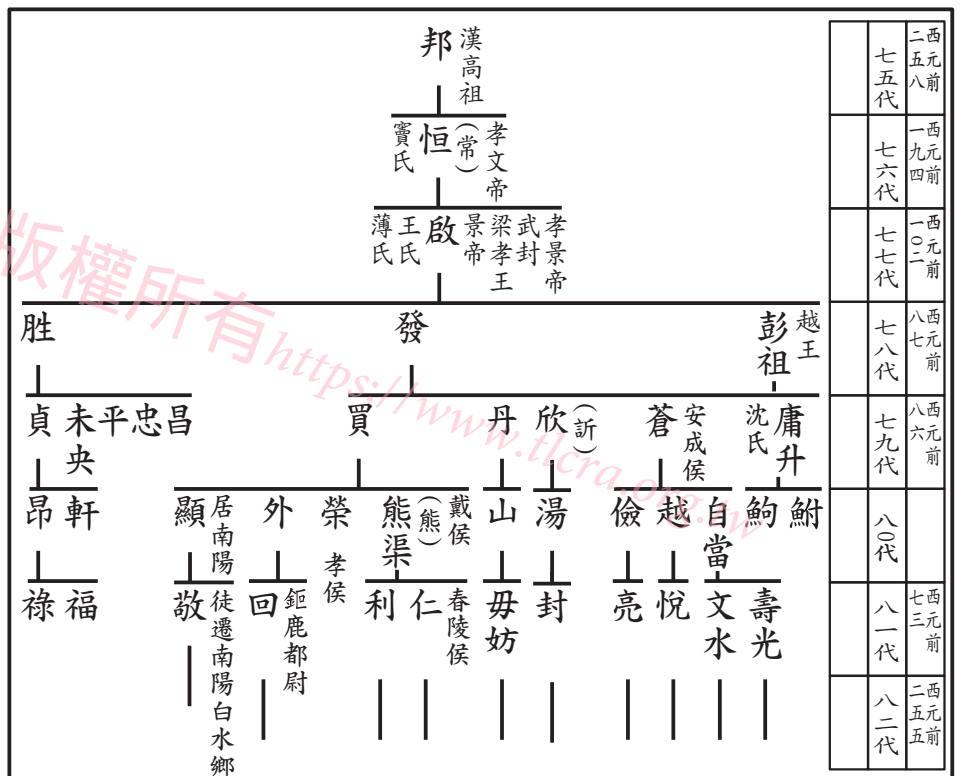 西元前二五八
七五代
漢高祖
邦
西元前一九四
七六代
孝文帝
(常)
恒
竇氏
西元前一〇二
七七代
孝景帝
武封
梁孝王
景帝
啟
王氏
薄氏
西元前八七
七八代
越王
彭祖
發
胜
西元前八六
七九代
庸升
沈氏
安成侯
蒼
(訢)
欣
丹
買
昌
忠
平
未央
貞
八〇代
鮒
鮈
自當
越
儉
湯
山
戴侯
(熊)
熊渠
榮
孝侯
外
居南陽
顯
軒
昂
西元前七三
八一代
壽光
文水
悅
亮
封
毋妨
春陵侯
仁
利
鉅鹿都尉
回
徒遷南陽白水鄉
敬
福
祿
西元前二五五
八二代
版權所有https://www.tlcra.org.tw